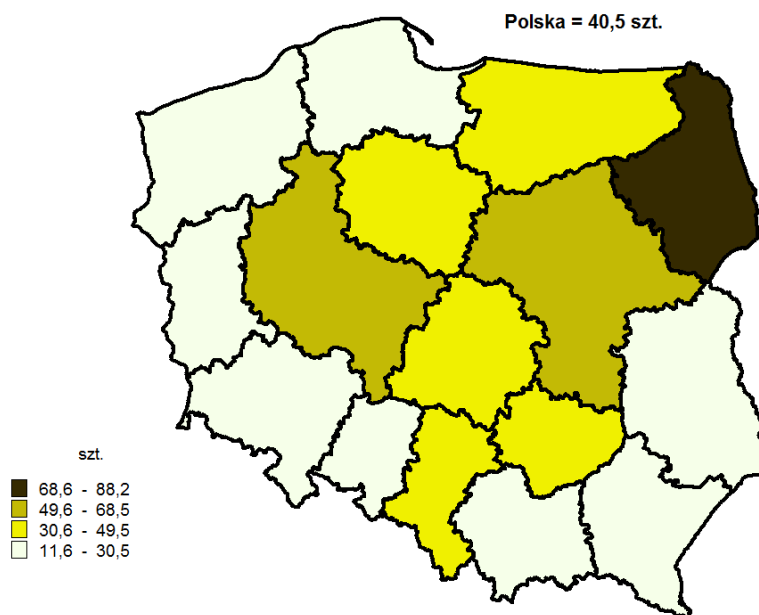 Polska = 40,5 szt.
szt.
68,6 - 88,2
49,6 - 68,5
30,6 - 49,5
11,6 - 30,5